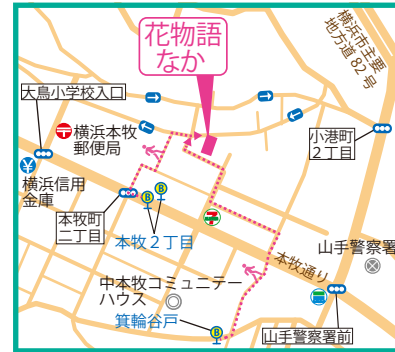 花物語
なか
横浜市主要
地方道82号
大鳥小学校入口
横浜本牧
郵便局
小港町
2丁目
横浜信用
金庫
本牧町
二丁目
本牧2丁目
本牧通り
山手警察署
中本牧コミュニテー
ハウス
箕輪谷戸
山手警察署前